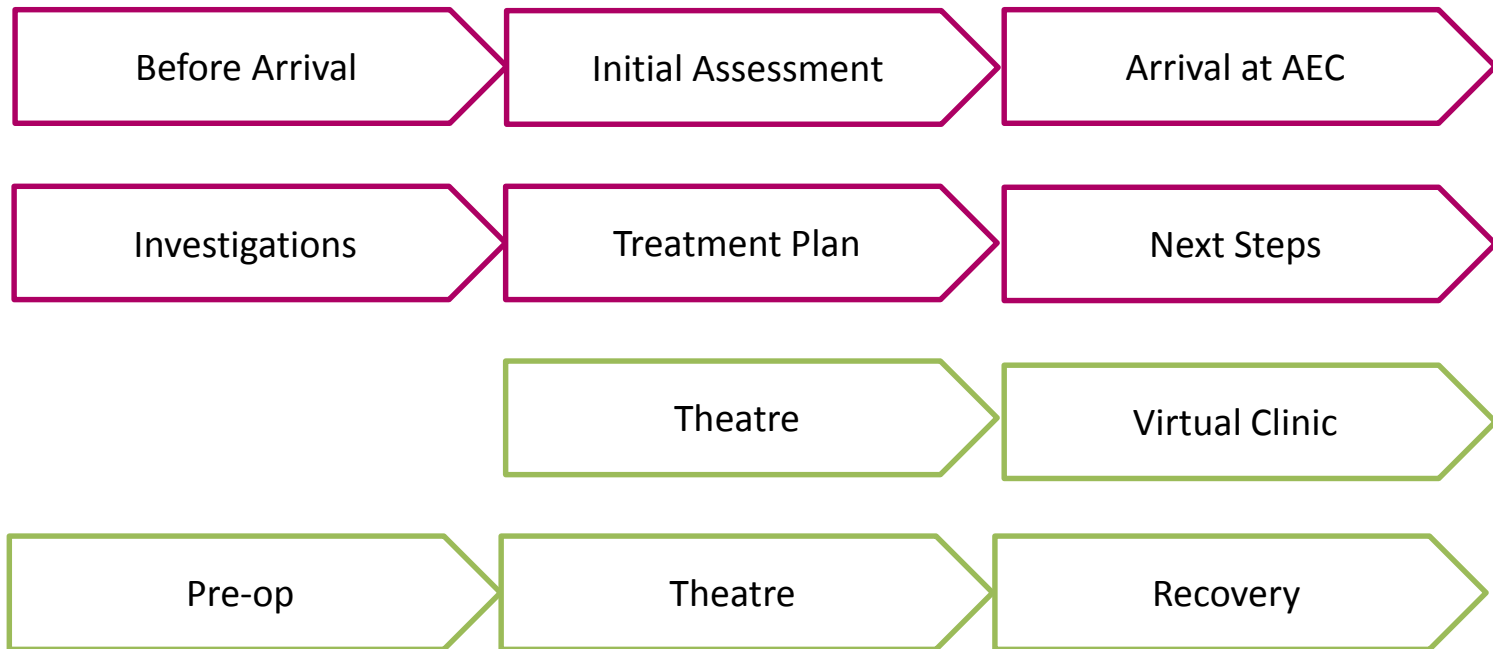 Before Arrival
Initial Assessment
Arrival at AEC
Investigations
Treatment Plan
Next Steps
Theatre
Virtual Clinic
Pre-op
Theatre
Recovery